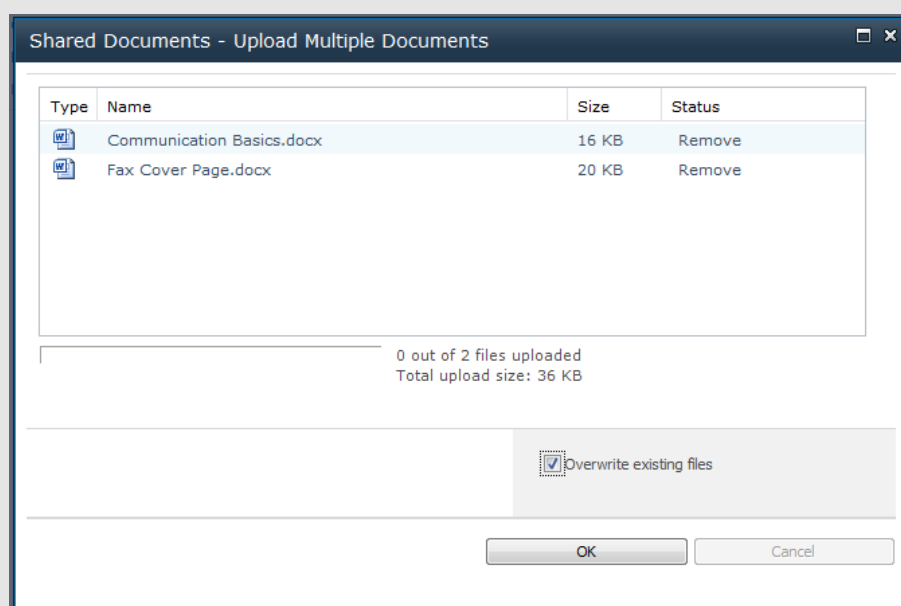 Shared Documents - Upload Multiple Documents
Type Name Size Status
Communication Basics.docx 16 KB Remove
Fax Cover Page.docx 20 KB Remove
0 out of 2 files uploaded
Total upload size: 36 KB
Overwrite existing files
OK Cancel